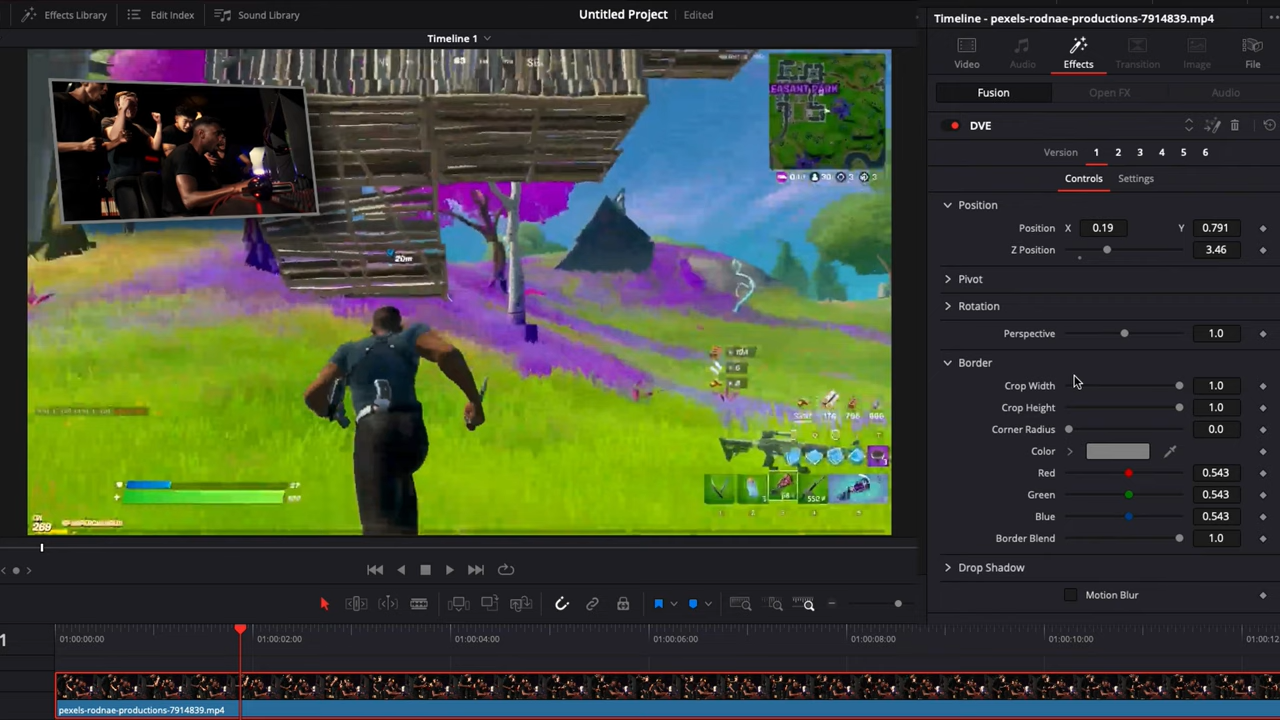 Effects Library
Edit Index
Sound Library
Untitled Project
Edited
Timeline 1
Timeline - pexels-rodnae-productions-7914839.mp4
Video
Audio
Effects
Transition
Image
File
Fusion
Open FX
Audio
DVE
Version 1 2 3 4 5 6
Controls
Settings
Position
Position X 0.19 Y 0.791
Z Position 3.46
Pivot
Rotation
Perspective 1.0
Border
Crop Width 1.0
Crop Height 1.0
Corner Radius 0.0
Color
Red 0.543
Green 0.543
Blue 0.543
Border Blend 1.0
Drop Shadow
Motion Blur
20m
269
1
01:00:00:00
01:00:02:00
01:00:04:00
01:00:06:00
01:00:08:00
01:00:10:00
pexels-rodnae-productions-7914839.mp4